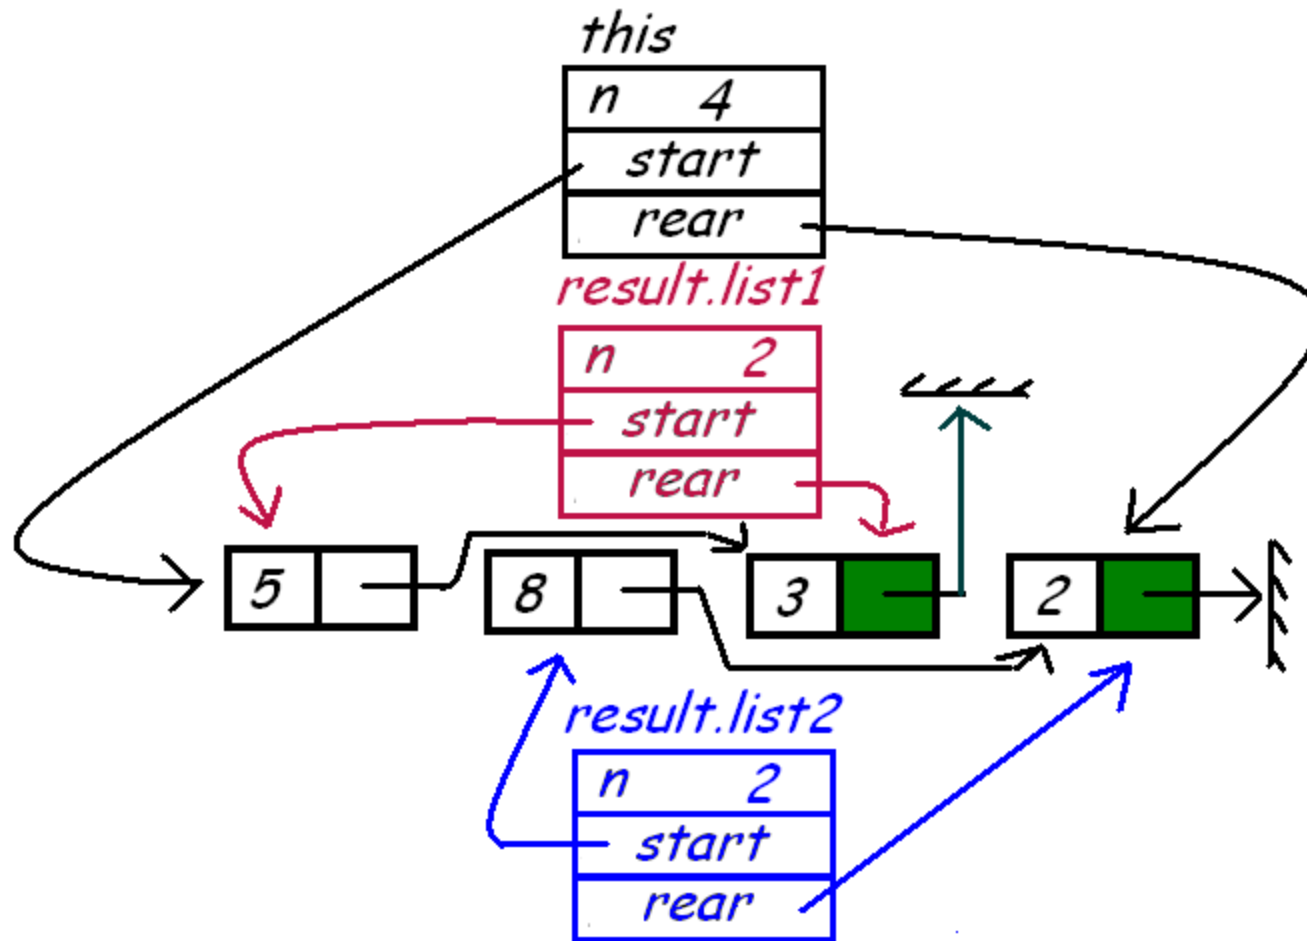 this
n 4
start
rear
result.list1
n 2
start
rear
5 8 3 2
result.list2
n 2
start
rear